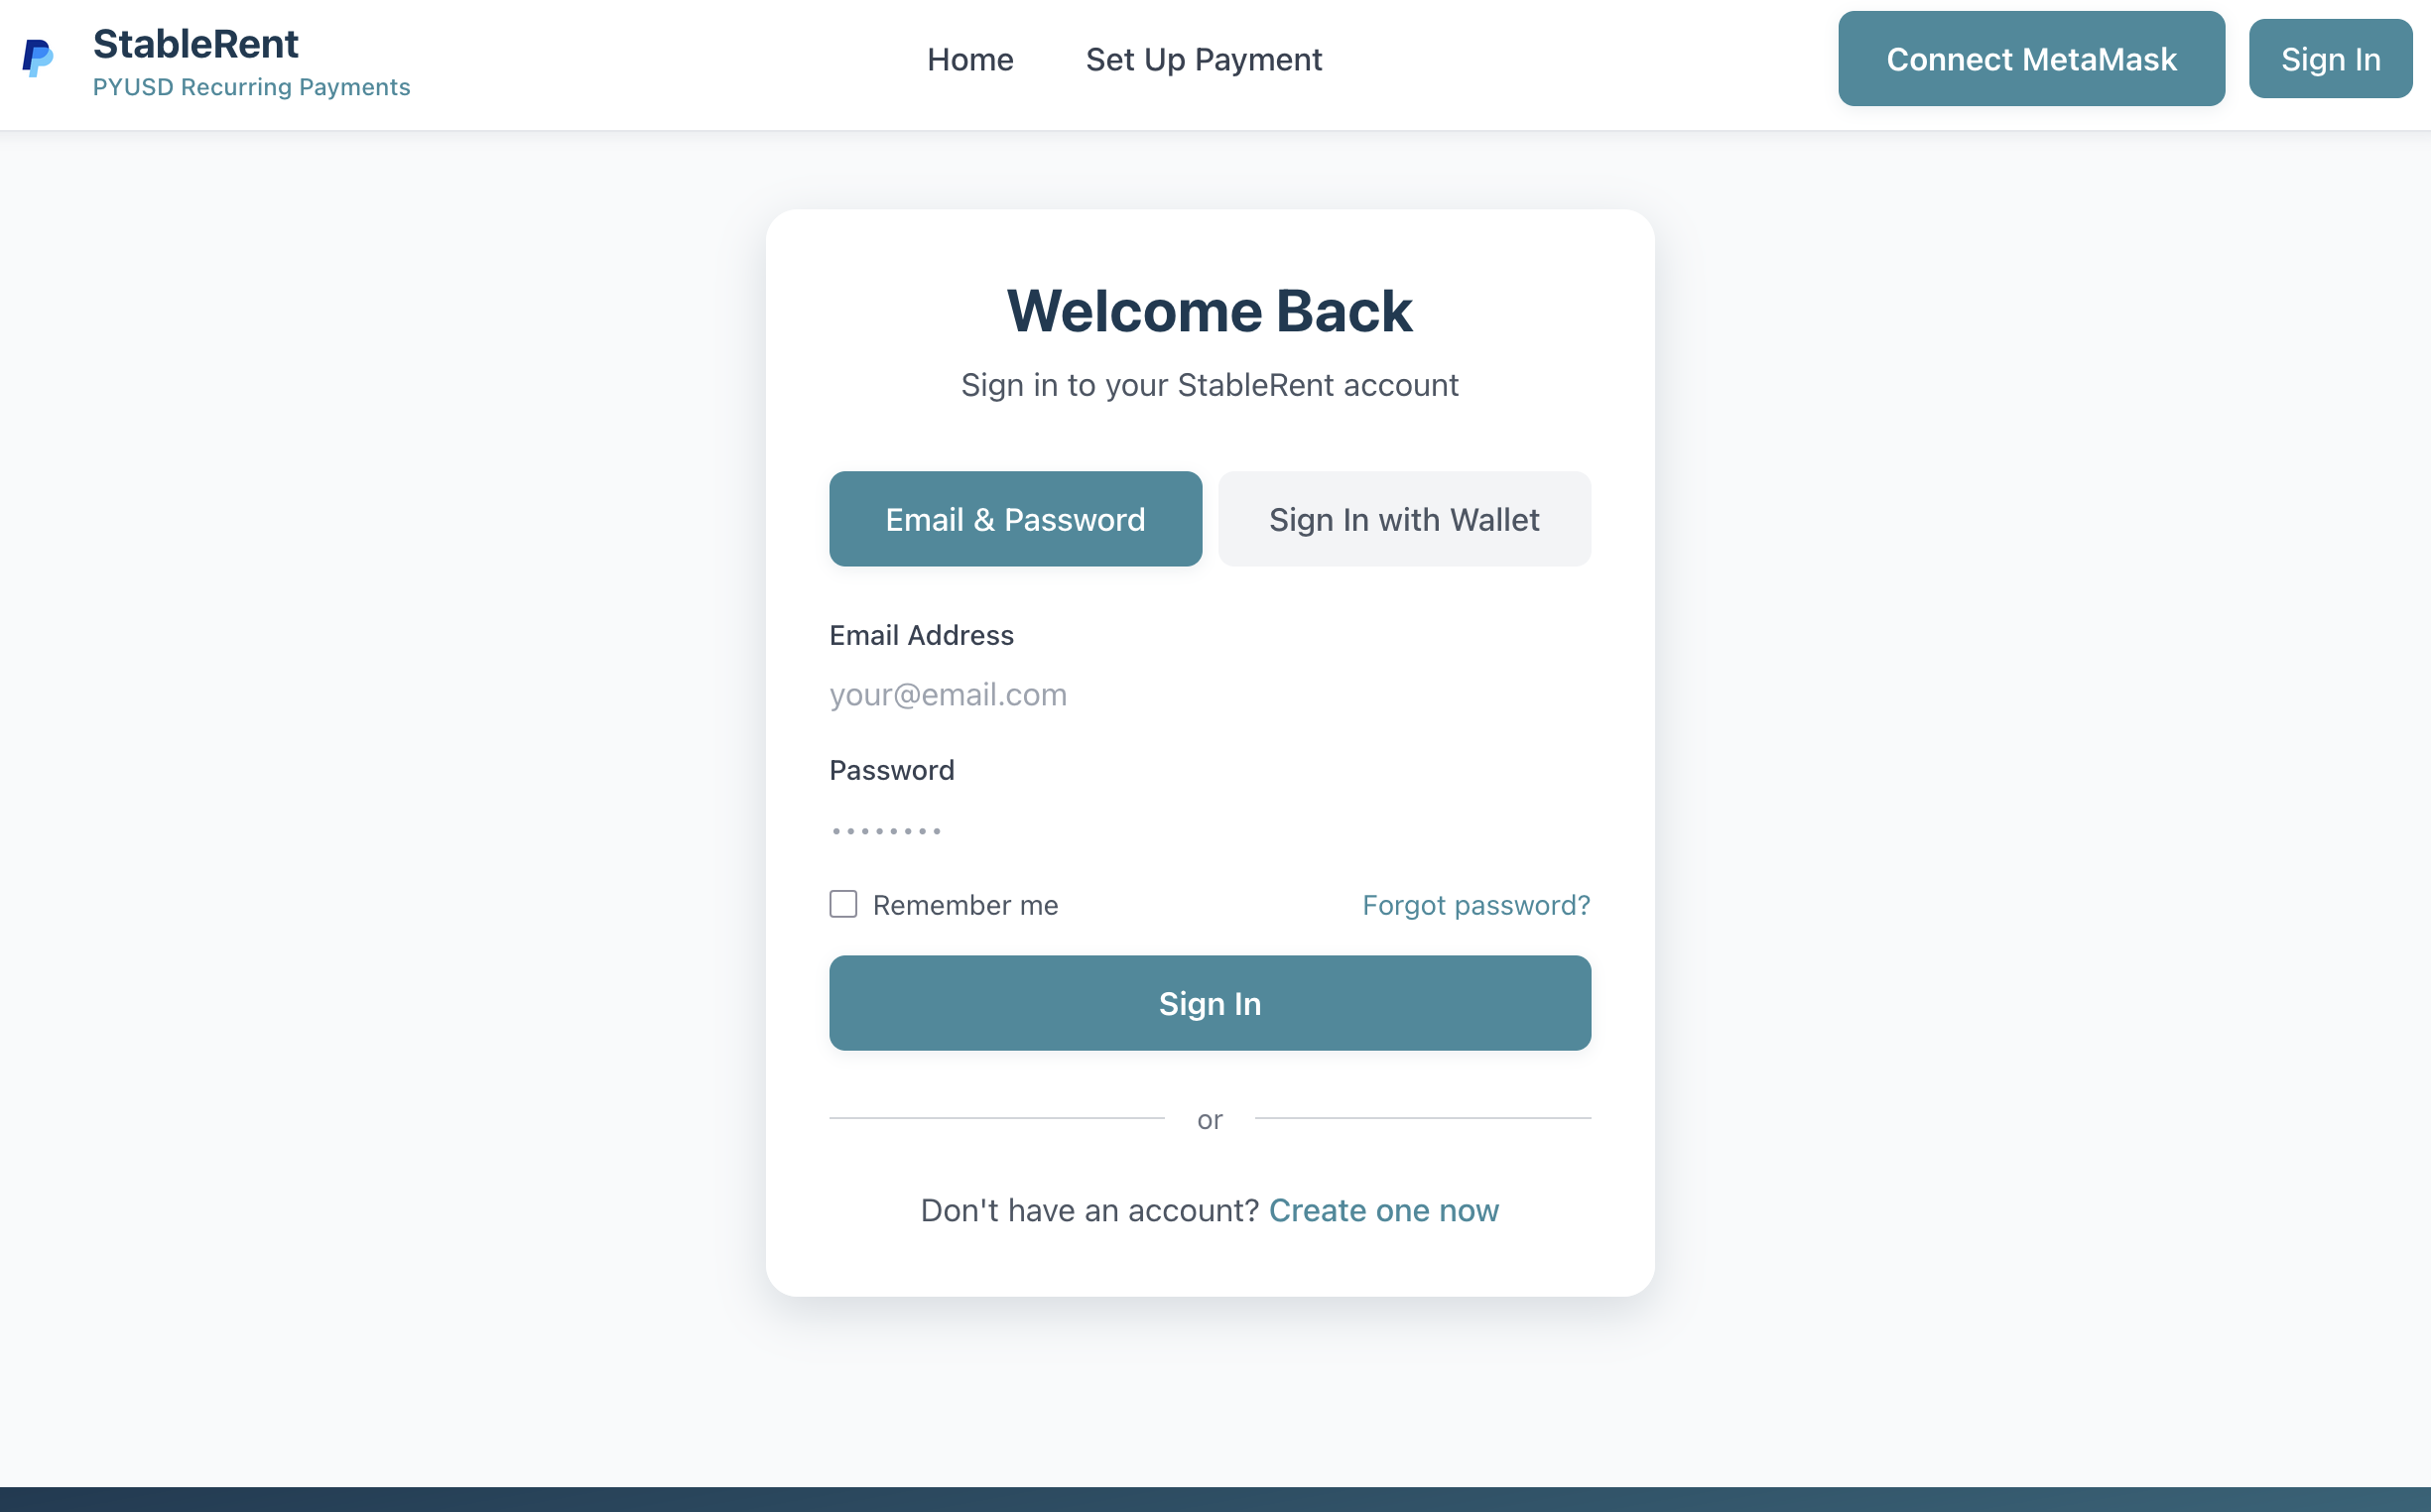 StableRent
PYUSD Recurring Payments
Home
Set Up Payment
Connect MetaMask
Sign In
Welcome Back
Sign in to your StableRent account
Email & Password
Sign In with Wallet
Email Address
your@email.com
Password
••••••••
Remember me
Forgot password?
Sign In
or
Don't have an account? Create one now